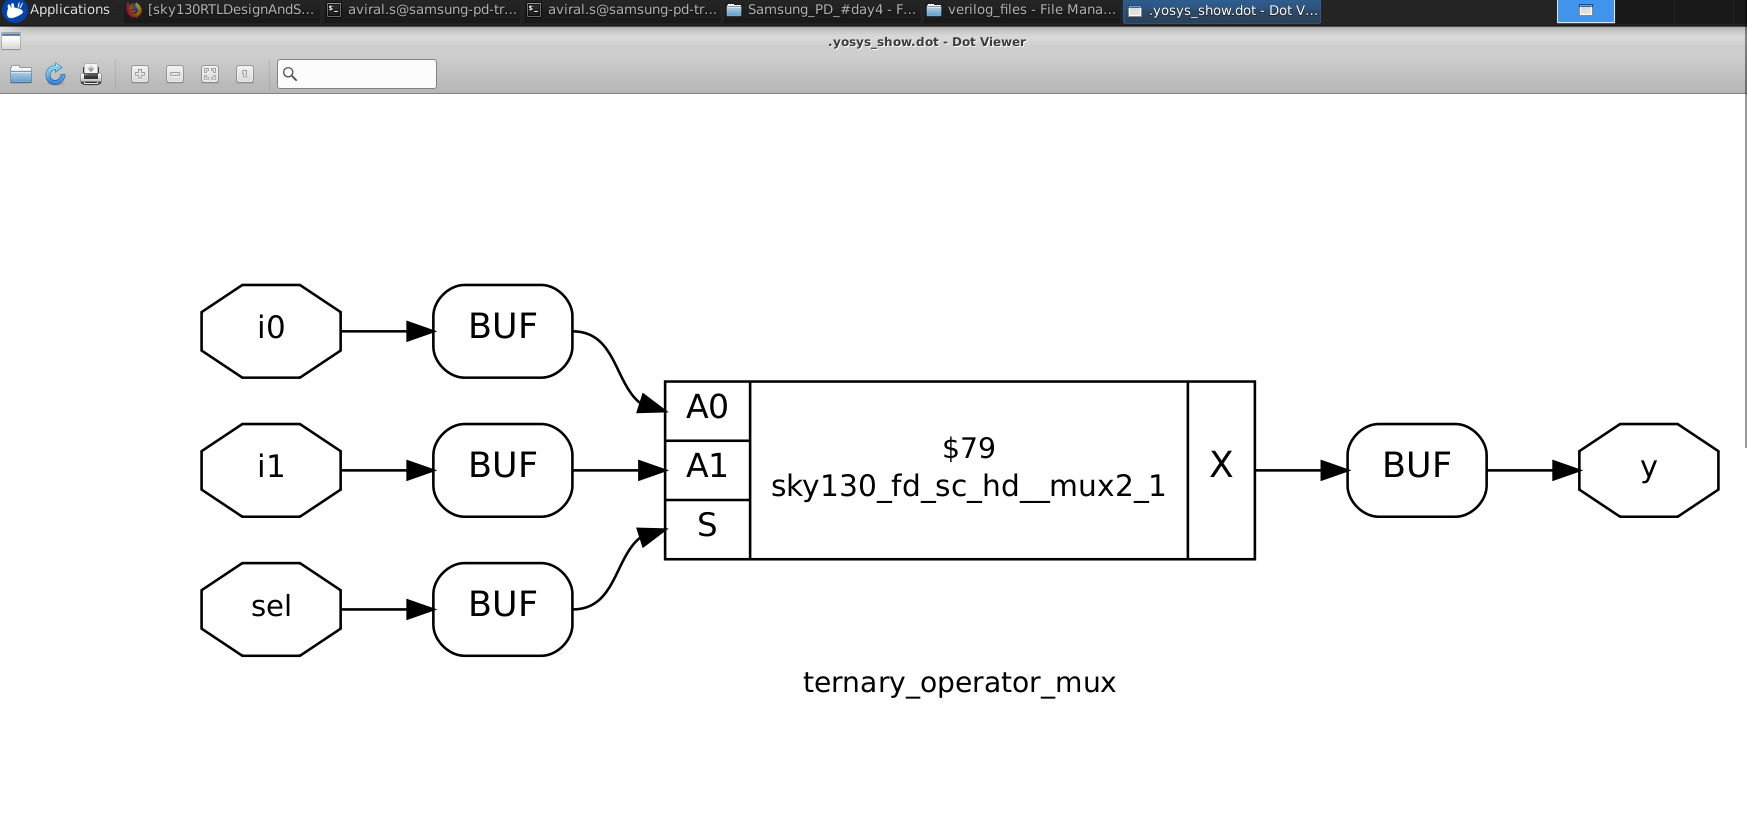 Applications
[sky130RTLDesignAndS...
aviral.s@samsung-pd-tr...
aviral.s@samsung-pd-tr...
Samsung_PD_#day4 - F...
verilog_files - File Mana...
.yosys_show.dot - Dot V...
.yosys_show.dot - Dot Viewer
i0
BUF
A0
i1
BUF
A1
$79
sky130_fd_sc_hd__mux2_1
X
BUF
y
sel
BUF
S
ternary_operator_mux